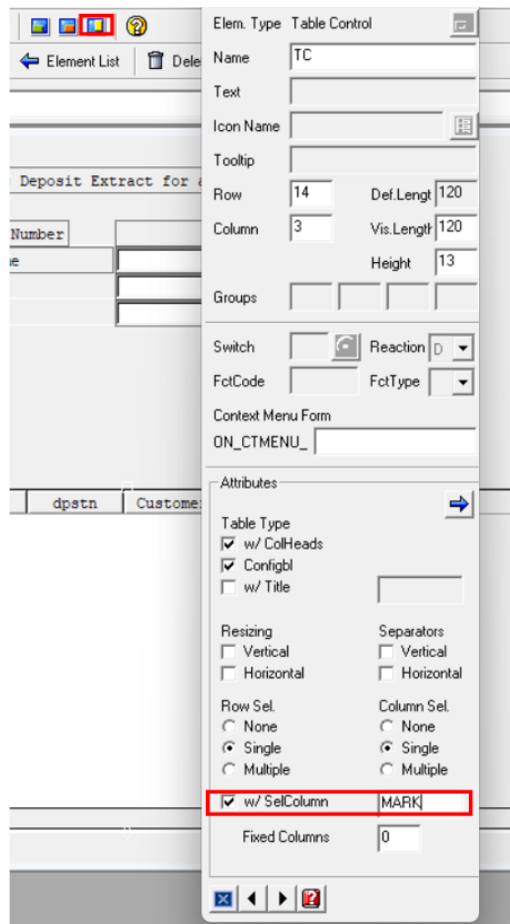 Element List
Dele
Deposit Extract for a
Number
e
dpstn Customer
Elem. Type Table Control
Name TC
Text
Icon Name
Tooltip
Row 14 Def.Lengt 120
Column 3 Vis.Length 120
Height 13
Groups
Switch Reaction D
FctCode FctType
Context Menu Form
ON_CTMENU_
Attributes
Table Type
w/ ColHeads
Configbl
w/ Title
Resizing Separators
Vertical Vertical
Horizontal Horizontal
Row Sel. Column Sel.
None None
Single Single
Multiple Multiple
w/ SelColumn MARK
Fixed Columns 0